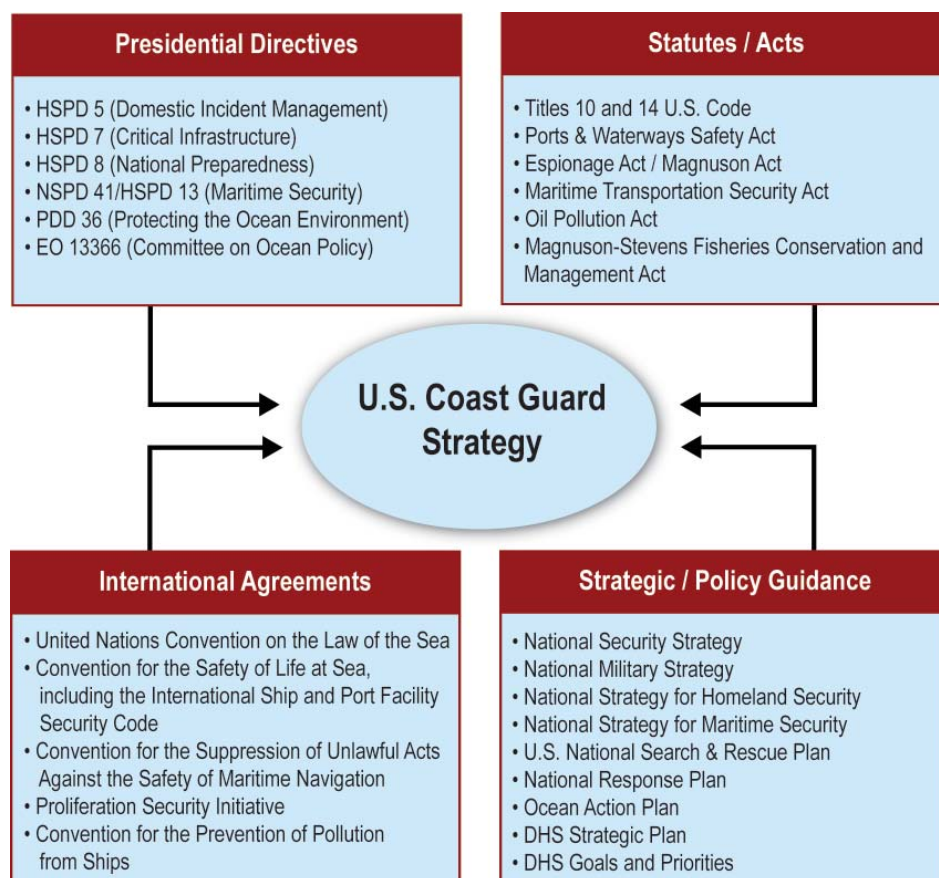 Presidential Directives
• HSPD 5 (Domestic Incident Management)
• HSPD 7 (Critical Infrastructure)
• HSPD 8 (National Preparedness)
• NSPD 41/HSPD 13 (Maritime Security)
• PDD 36 (Protecting the Ocean Environment)
• EO 13366 (Committee on Ocean Policy)
Statutes / Acts
• Titles 10 and 14 U.S. Code
• Ports & Waterways Safety Act
• Espionage Act / Magnuson Act
• Maritime Transportation Security Act
• Oil Pollution Act
• Magnuson-Stevens Fisheries Conservation and
Management Act
U.S. Coast Guard
Strategy
International Agreements
• United Nations Convention on the Law of the Sea
• Convention for the Safety of Life at Sea,
including the International Ship and Port Facility
Security Code
• Convention for the Suppression of Unlawful Acts
Against the Safety of Maritime Navigation
• Proliferation Security Initiative
• Convention for the Prevention of Pollution
from Ships
Strategic / Policy Guidance
• National Security Strategy
• National Military Strategy
• National Strategy for Homeland Security
• National Strategy for Maritime Security
• U.S. National Search & Rescue Plan
• National Response Plan
• Ocean Action Plan
• DHS Strategic Plan
• DHS Goals and Priorities